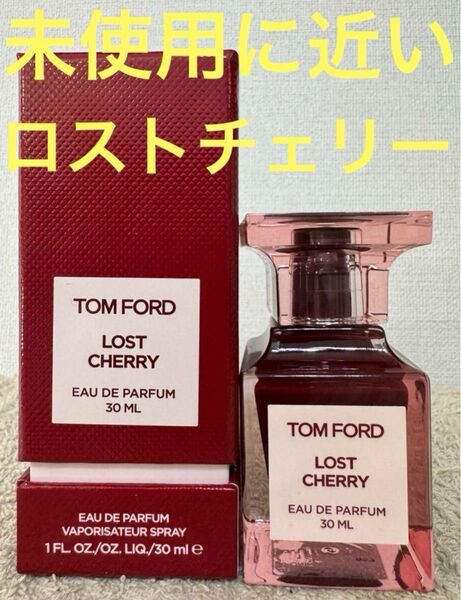 未使用に近い
ロストチェリー
TOM FORD
LOST
CHERRY
EAU DE PARFUM
30 ML
EAU DE PARFUM
VAPORISATEUR SPRAY
1 FL. OZ./OZ. LIQ./30 ml ℮
TOM FORD
LOST
CHERRY
EAU DE PARFUM
30 ML